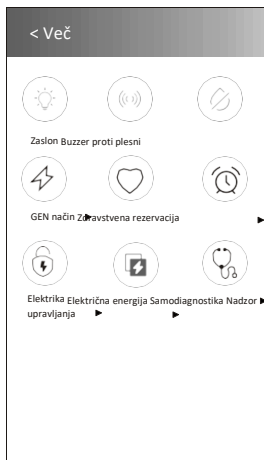 < Več
Zaslon Buzzer proti plesni
GEN način Zdravstvena rezervacija
Elektrika Električna energija Samodiagnostika Nadzor
upravljanja